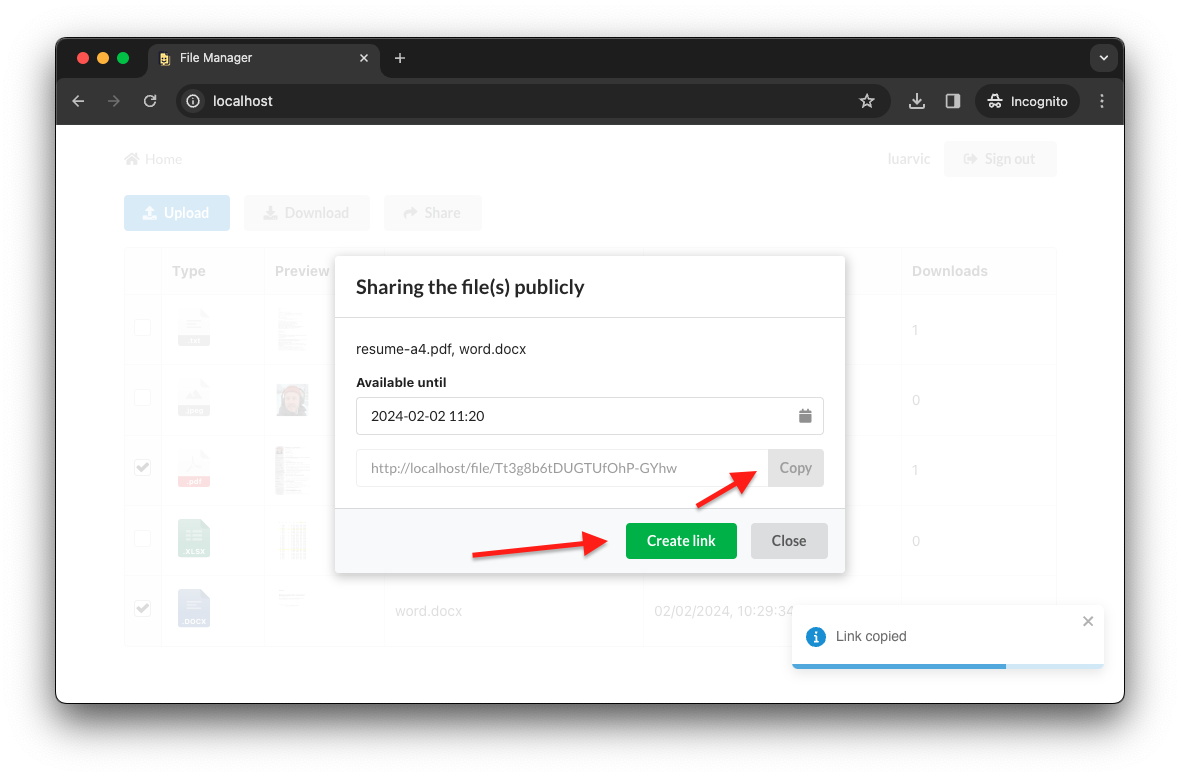 File Manager
localhost
Incognito
Home
luarvic
Sign out
Upload
Download
Share
Type
Preview
Downloads
Sharing the file(s) publicly
resume-a4.pdf, word.docx
Available until
2024-02-02 11:20
http://localhost/file/Tt3g8b6tDUGTUfOhP-GYhw
Copy
Create link
Close
.txt
1
.jpeg
0
.pdf
1
.XLSX
0
.DOCX
word.docx
02/02/2024, 10:29:34
Link copied